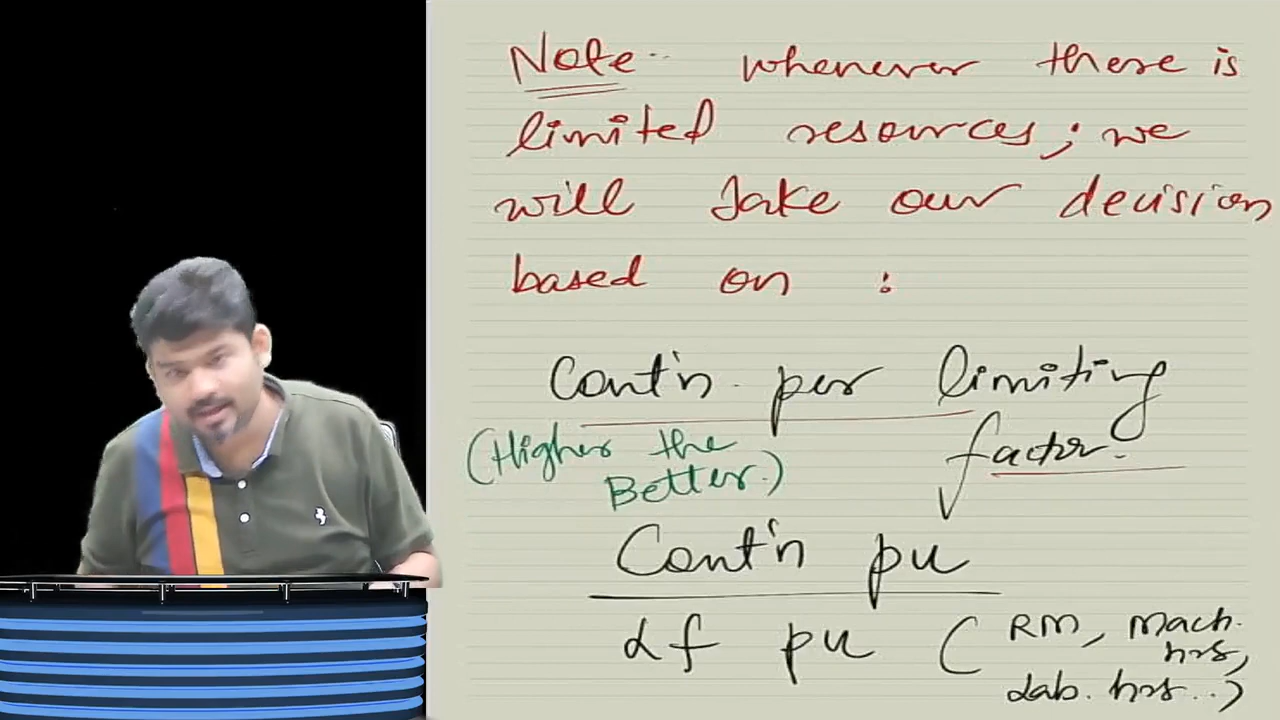 Note:- whenever there is
limited resources; we
will take our decision
based on :
Cont'n. per limiting
factor.
(Higher the
Better.)
Cont'n pu
Lf pu ( RM, Mach.
hrs,
Lab. hrs..)